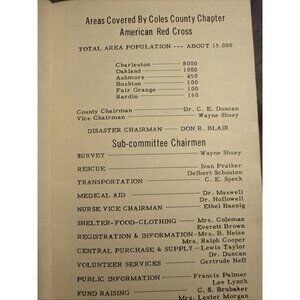 Areas Covered By Coles County Chapter
American Red Cross
TOTAL AREA POPULATION --- ABOUT 15,000
Charleston 8000
Oakland 1000
Ashmore 450
Bushton 100
Fair Grange 100
Rardin 150
County Chairman Dr. C. E. Duncan
Vice Chairman Wayne Shuey
DISASTER CHAIRMAN — DON R. BLAIR
Sub-committee Chairmen
SURVEY Wayne Shuey
RESCUE Ivan Prather
Delbert Schouten
TRANSPORTATION C. E. Speck
MEDICAL AID Dr. Maxwell
Dr. Hollowell
NURSE VICE CHAIRMAN Ethel Haenig
SHELTER-FOOD-CLOTHING Mrs. Coleman
Everett Brown
REGISTRATION & INFORMATION Mrs. B. Heise
Mrs. Ralph Cooper
CENTRAL PURCHASE & SUPPLY Lewis Taylor
Dr. Duncan
VOLUNTEER SERVICES Gertrude Neff
PUBLIC INFORMATION Francis Palmer
Lee Lynch
FUND RAISING C. S. Brubaker
Mrs. Lester Morgan